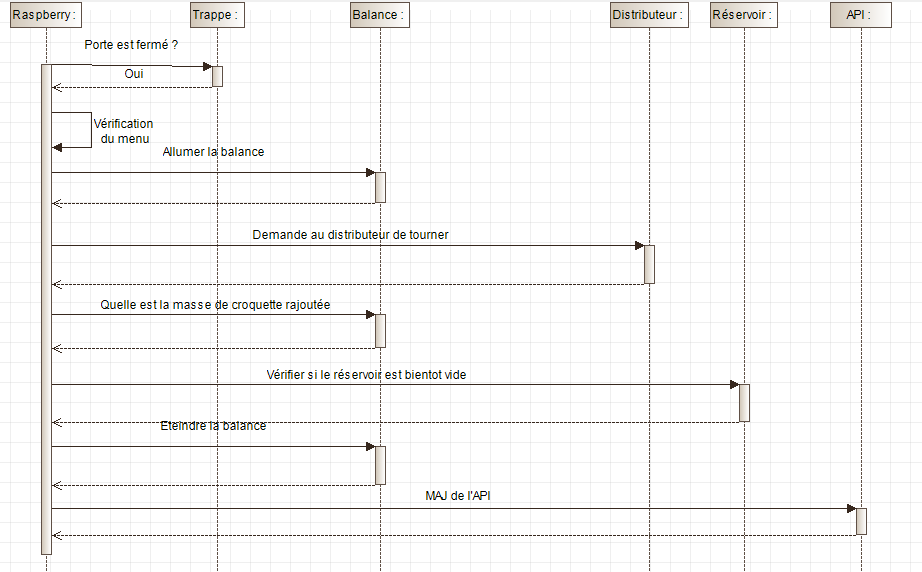 Raspberry :
Trappe :
Balance :
Distributeur :
Réservoir :
API :
Porte est fermé ?
Oui
Vérification
du menu
Allumer la balance
Demande au distributeur de tourner
Quelle est la masse de croquette rajoutée
Vérifier si le réservoir est bientot vide
Eteindre la balance
MAJ de l'API